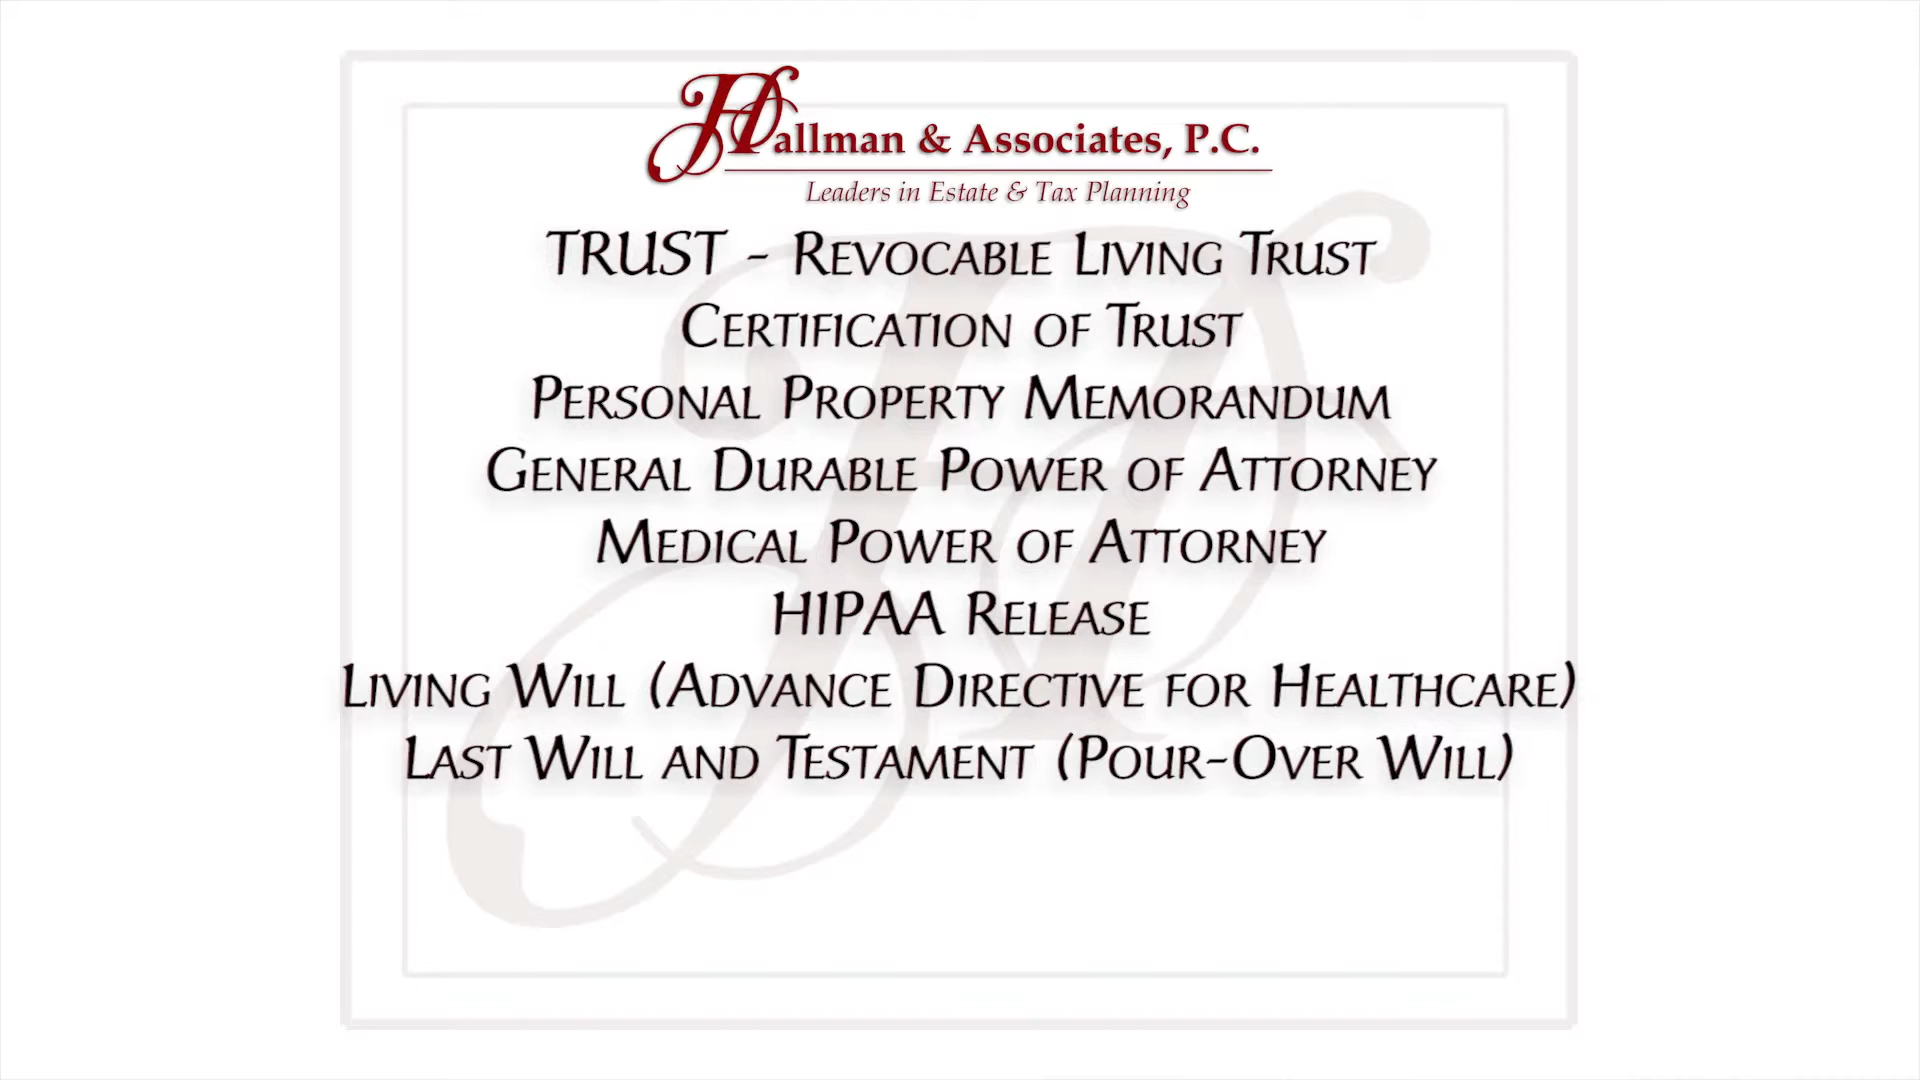 Hallman & Associates, P.C.
Leaders in Estate & Tax Planning
TRUST - Revocable Living Trust
Certification of Trust
Personal Property Memorandum
General Durable Power of Attorney
Medical Power of Attorney
HIPAA Release
Living Will (Advance Directive for Healthcare)
Last Will and Testament (Pour-Over Will)